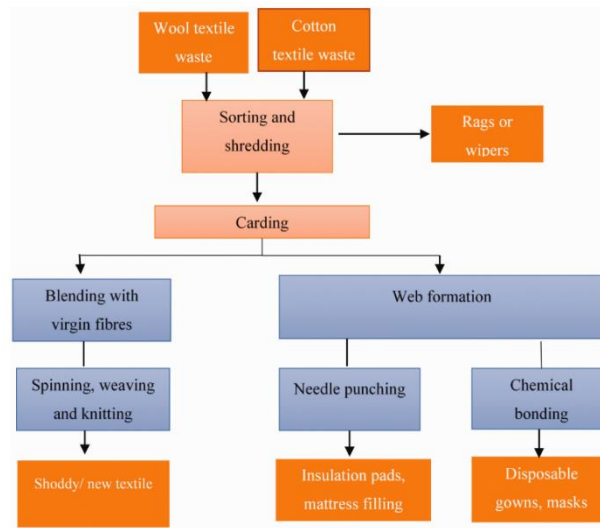 Wool textile
waste
Cotton
textile waste
Sorting and
shredding
Rags or
wipers
Carding
Blending with
virgin fibres
Web formation
Spinning, weaving
and knitting
Needle punching
Chemical
bonding
Shoddy/ new textile
Insulation pads,
mattress filling
Disposable
gowns, masks